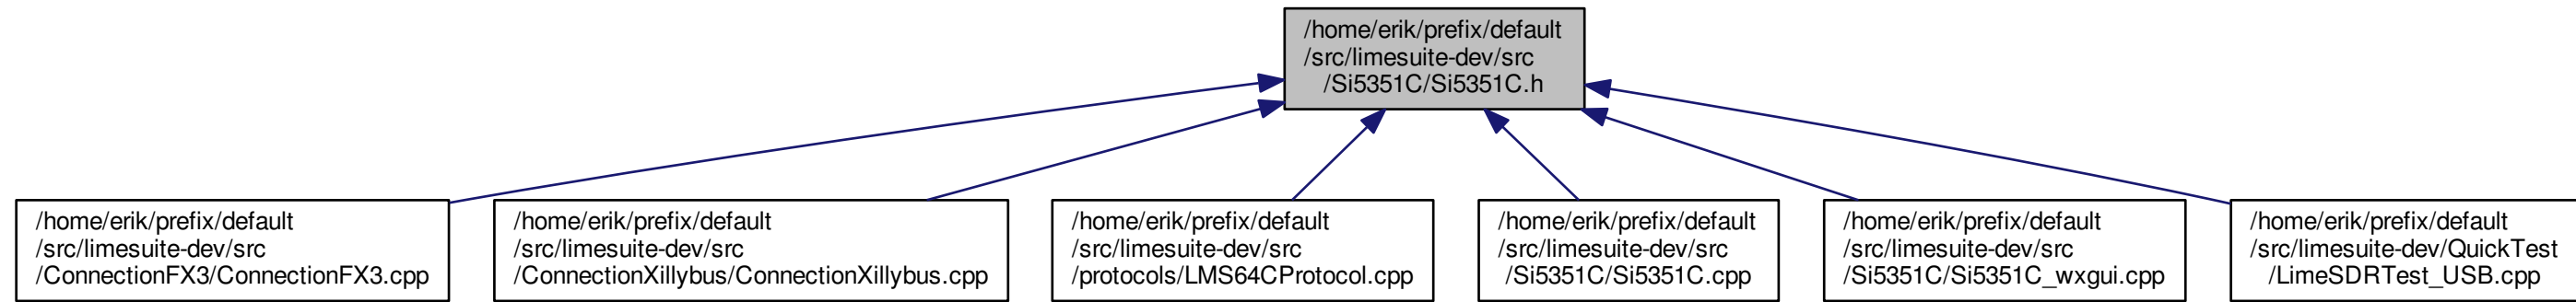 /home/erik/prefix/default
/src/limesuite-dev/src
/Si5351C/Si5351C.h
/home/erik/prefix/default
/src/limesuite-dev/src
/ConnectionFX3/ConnectionFX3.cpp
/home/erik/prefix/default
/src/limesuite-dev/src
/ConnectionXillybus/ConnectionXillybus.cpp
/home/erik/prefix/default
/src/limesuite-dev/src
/protocols/LMS64CProtocol.cpp
/home/erik/prefix/default
/src/limesuite-dev/src
/Si5351C/Si5351C.cpp
/home/erik/prefix/default
/src/limesuite-dev/src
/Si5351C/Si5351C_wxgui.cpp
/home/erik/prefix/default
/src/limesuite-dev/QuickTest
/LimeSDRTest_USB.cpp